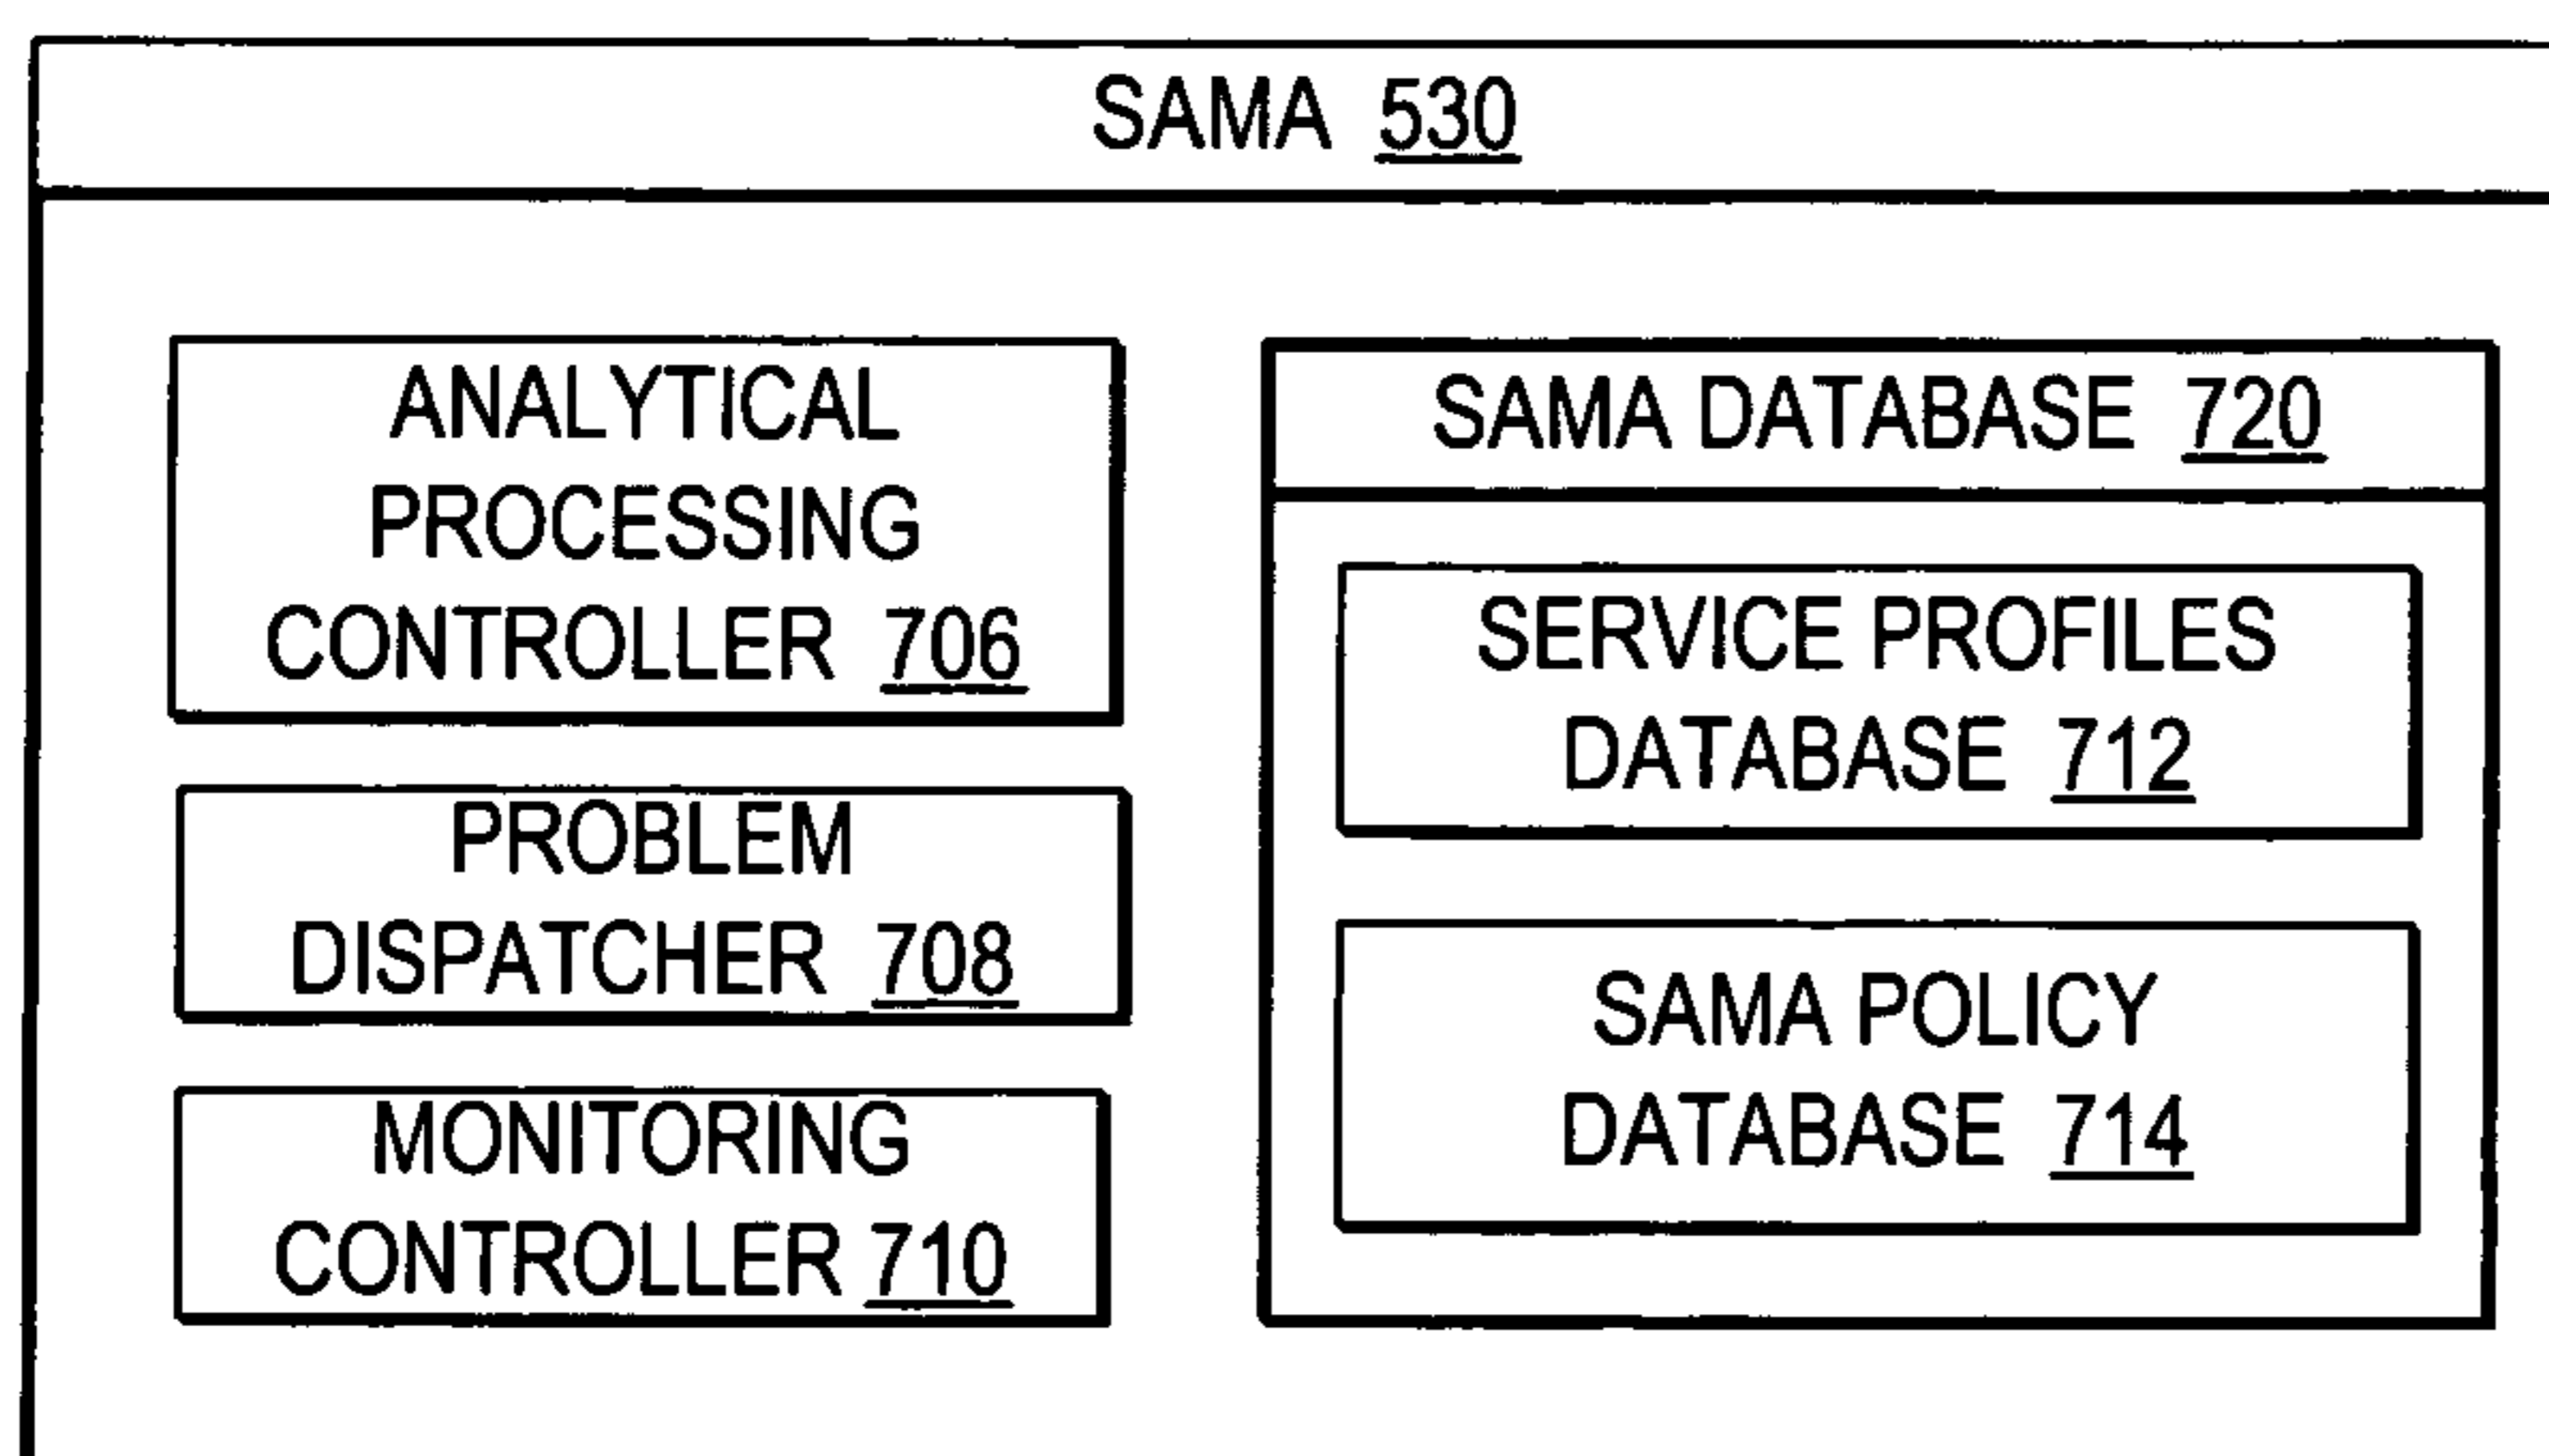 SAMA 530
ANALYTICAL
PROCESSING
CONTROLLER 706
PROBLEM
DISPATCHER 708
MONITORING
CONTROLLER 710
SAMA DATABASE 720
SERVICE PROFILES
DATABASE 712
SAMA POLICY
DATABASE 714